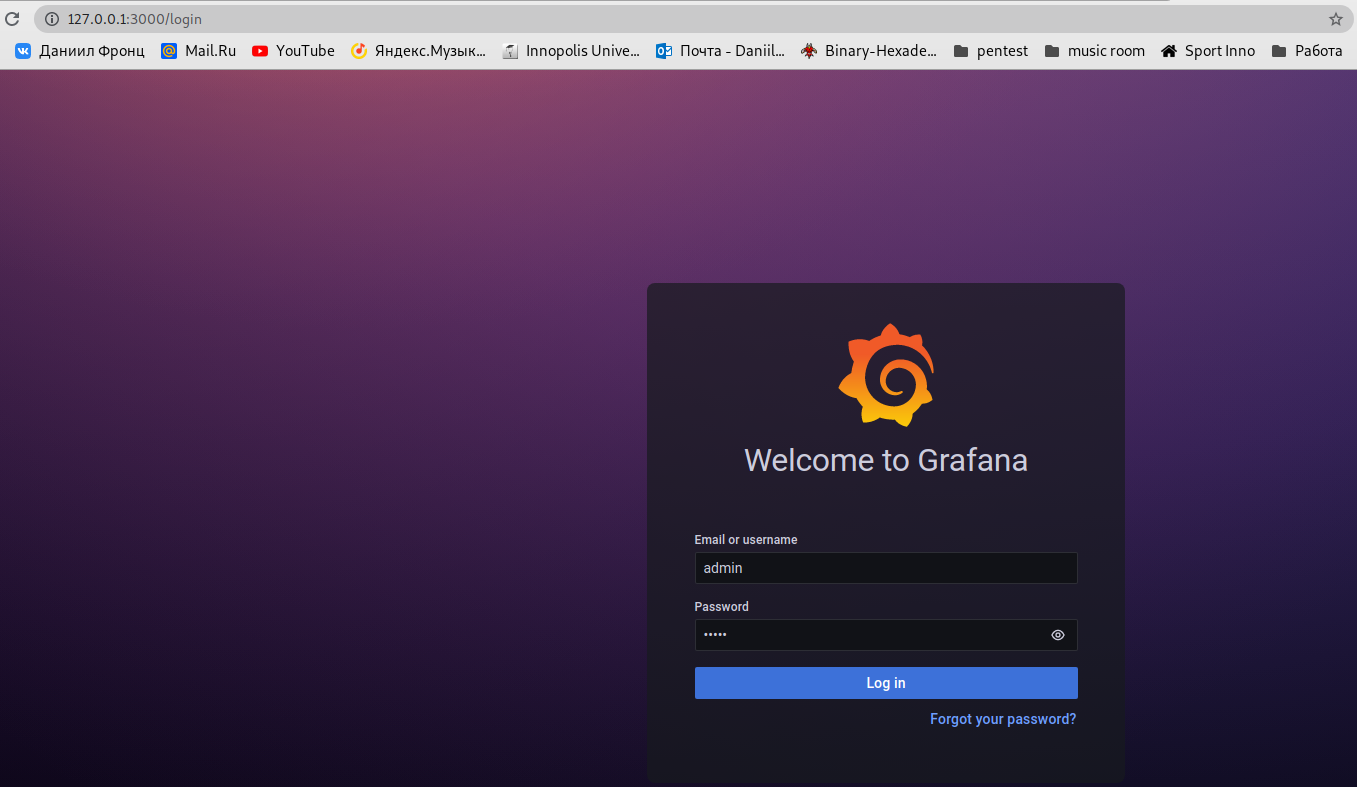 127.0.0.1:3000/login
Даниил Фронц Mail.Ru YouTube Яндекс.Музык... Innopolis Unive... Почта - Daniil... Binary-Hexade... pentest music room Sport Inno Работа
Welcome to Grafana
Email or username
admin
Password
•••••
Log in
Forgot your password?